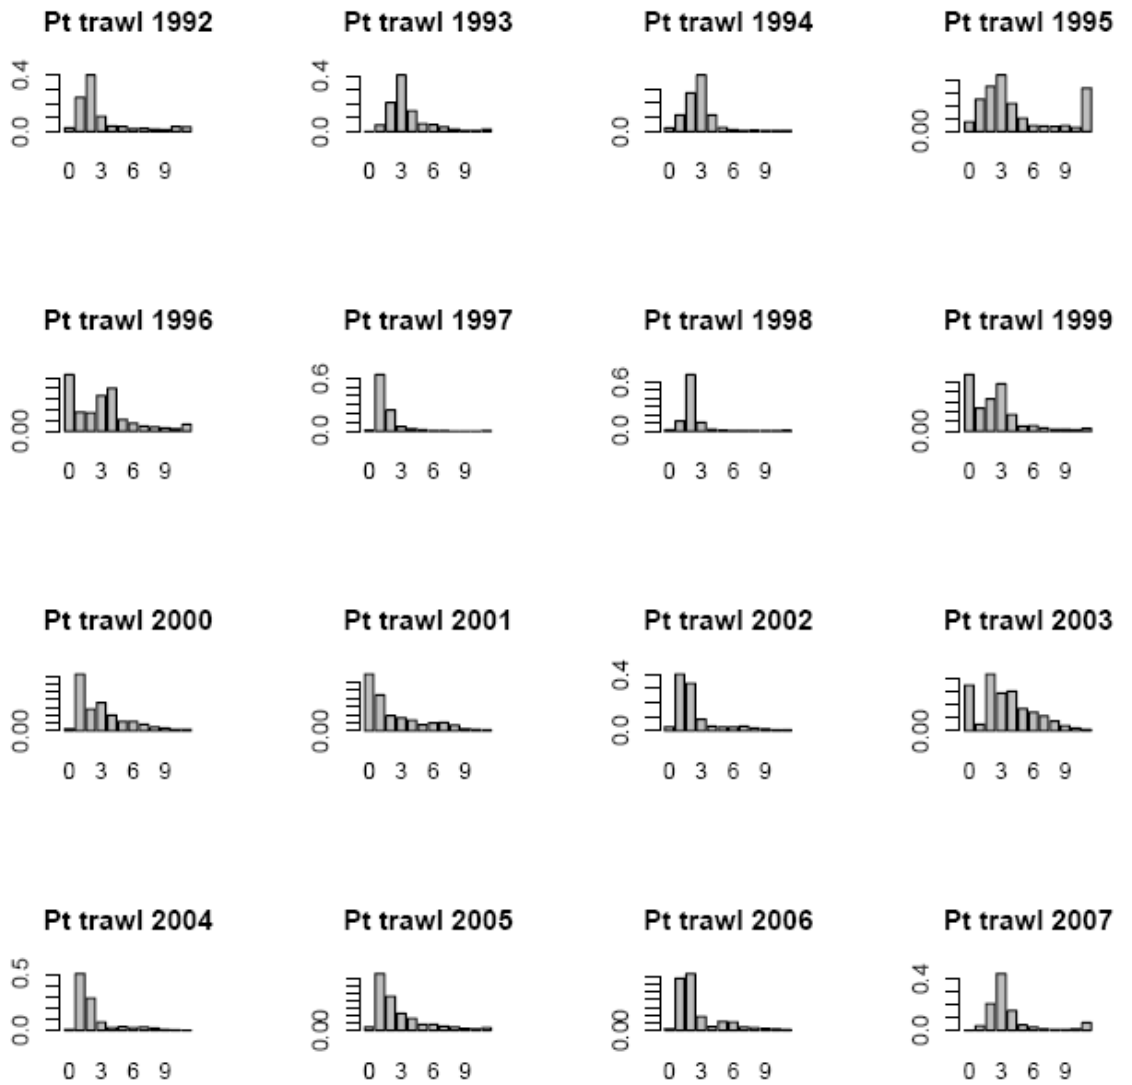 Pt trawl 1992 Pt trawl 1993 Pt trawl 1994 Pt trawl 1995
0.4 0.4
0.0 0.0 0.0 0.00
0 3 6 9 0 3 6 9 0 3 6 9 0 3 6 9
Pt trawl 1996 Pt trawl 1997 Pt trawl 1998 Pt trawl 1999
0.6 0.6
0.00 0.0 0.0 0.00
0 3 6 9 0 3 6 9 0 3 6 9 0 3 6 9
Pt trawl 2000 Pt trawl 2001 Pt trawl 2002 Pt trawl 2003
0.4
0.00 0.00 0.0 0.00
0 3 6 9 0 3 6 9 0 3 6 9 0 3 6 9
Pt trawl 2004 Pt trawl 2005 Pt trawl 2006 Pt trawl 2007
0.5 0.4
0.0 0.00 0.00 0.0
0 3 6 9 0 3 6 9 0 3 6 9 0 3 6 9